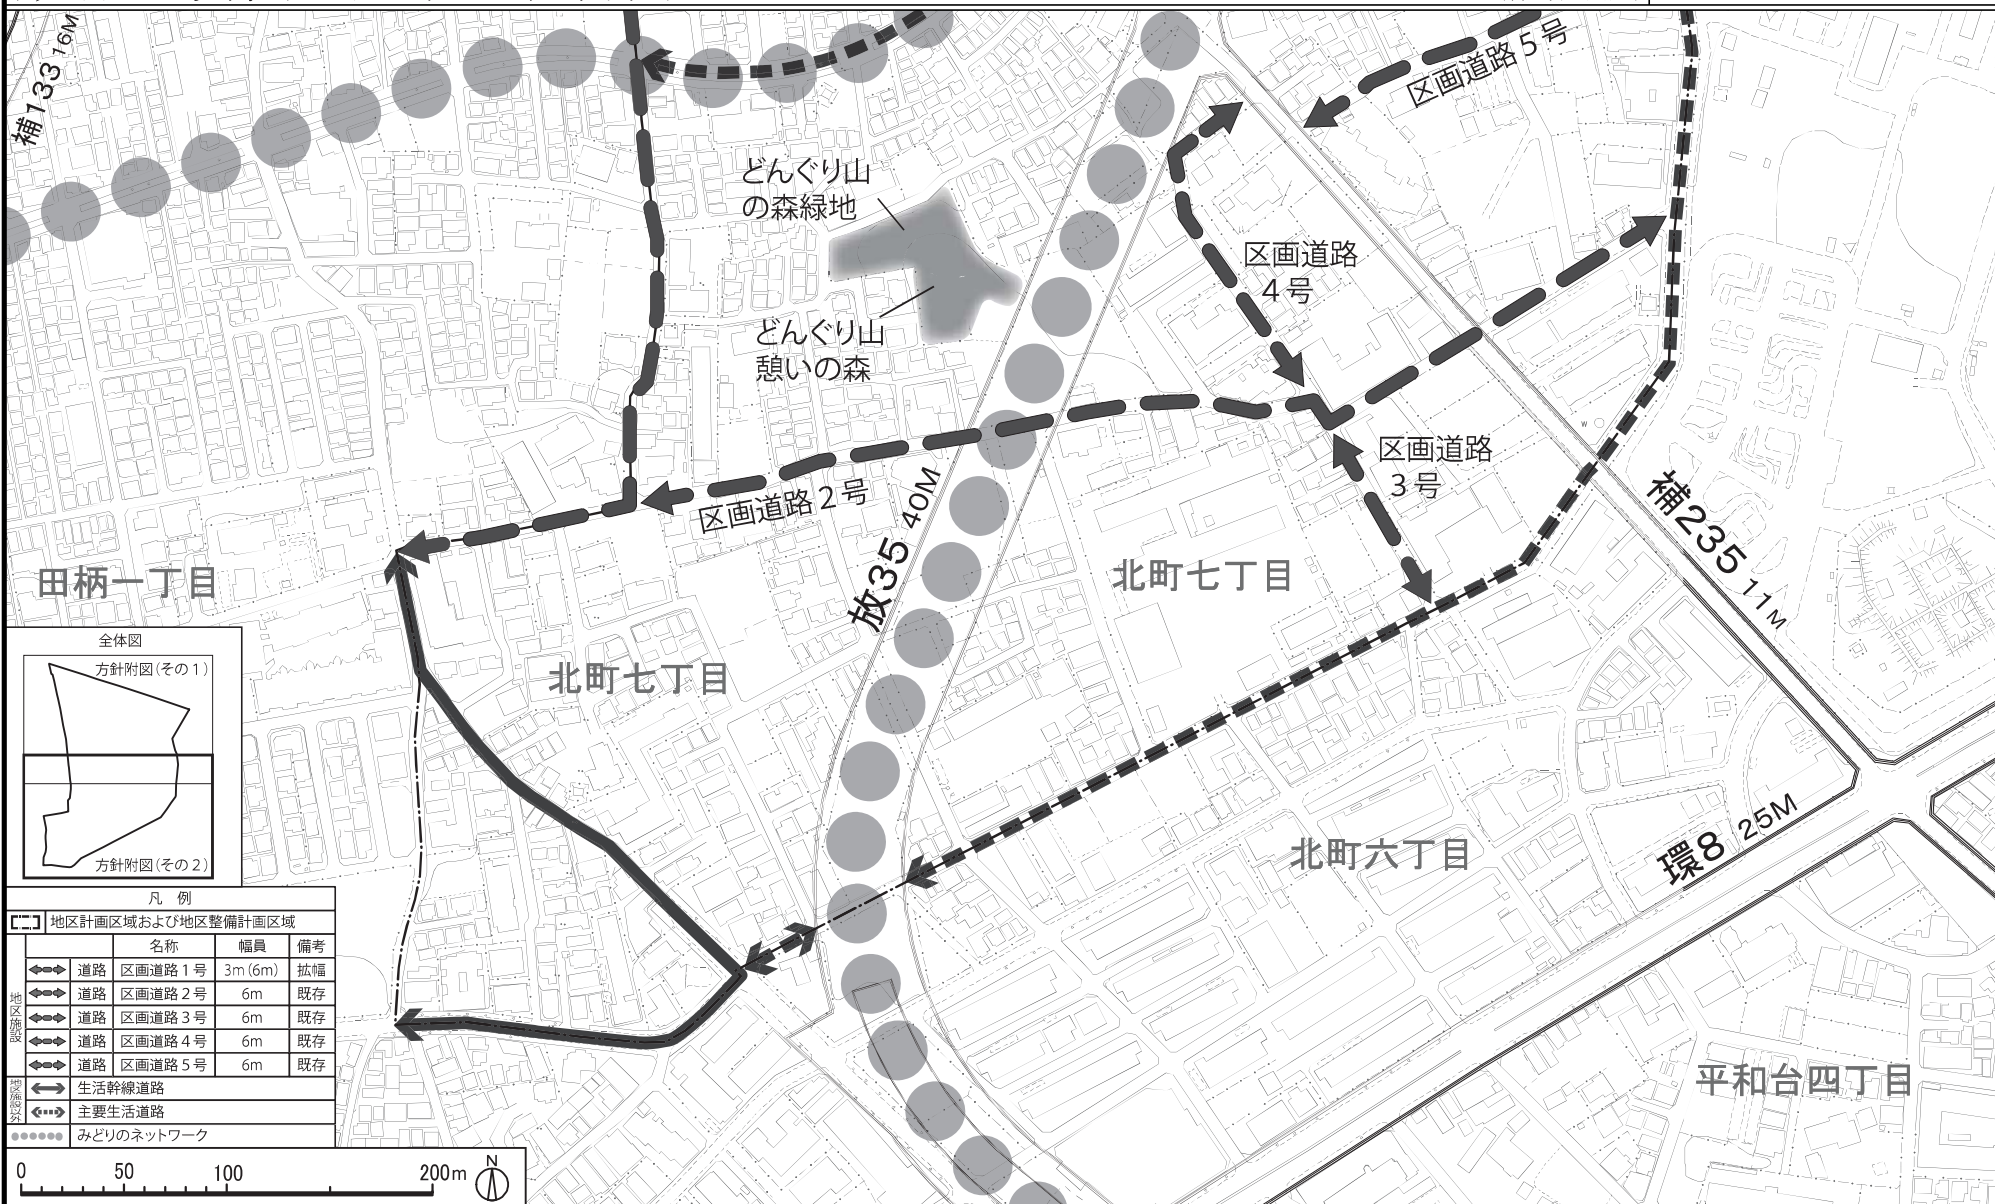 補133 16M
区画道路５号
どんぐり山
の森緑地
区画道路
４号
どんぐり山
憩いの森
区画道路
３号
区画道路２号
放35 40M
補235 11M
田柄一丁目
北町七丁目
北町七丁目
北町六丁目
環8 25M
平和台四丁目
全体図
方針附図(その１)
方針附図(その２)
凡 例
地区計画区域および地区整備計画区域
名称 幅員 備考
地区施設
道路 区画道路１号 3m(6m) 拡幅
道路 区画道路２号 6m 既存
道路 区画道路３号 6m 既存
道路 区画道路４号 6m 既存
道路 区画道路５号 6m 既存
地区施設以外
生活幹線道路
主要生活道路
みどりのネットワーク
0 50 100 200m
N